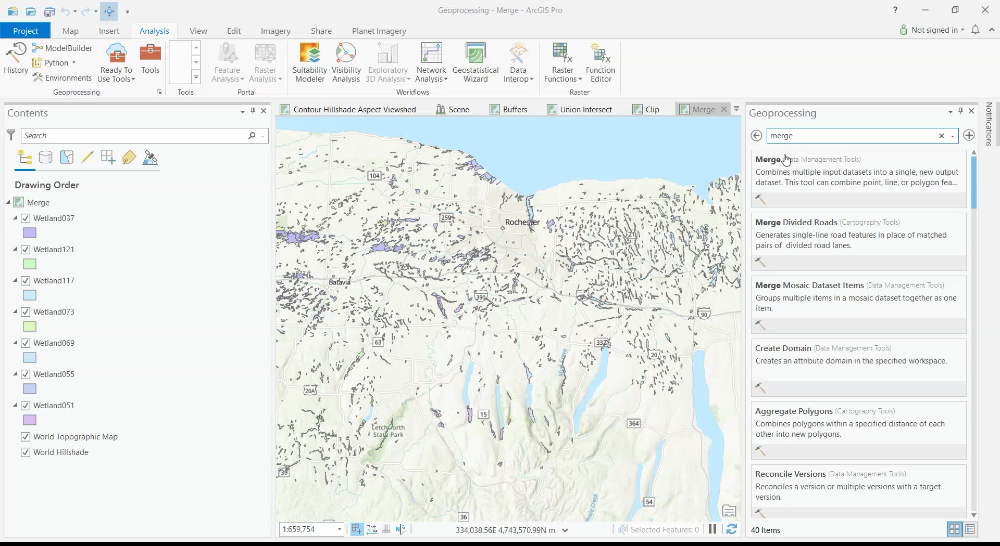 Geoprocessing - Merge - ArcGIS Pro
?
Project
Map
Insert
Analysis
View
Edit
Imagery
Share
Planet Imagery
Not signed in
History
ModelBuilder
Python
Environments
Ready To
Use Tools
Tools
Geoprocessing
Tools
Feature
Analysis
Raster
Analysis
Portal
Suitability
Modeler
Visibility
Analysis
Exploratory
3D Analysis
Network
Analysis
Geostatistical
Wizard
Data
Interop
Workflows
Raster
Functions
Function
Editor
Raster
Contents
Search
Drawing Order
Merge
Wetland037
Wetland121
Wetland117
Wetland073
Wetland069
Wetland055
Wetland051
World Topographic Map
World Hillshade
Contour Hillshade Aspect Viewshed
Scene
Buffers
Union Intersect
Clip
Merge
104
259
Rochester
21
Batavia
390
90
63
332
20
Mud Creek
20A
15
Letchworth
State Park
364
39
54
36
1:659,754
334,038.56E 4,743,570.99N m
Selected Features: 0
Geoprocessing
merge
Merge
Data Management Tools)
Combines multiple input datasets into a single, new output
dataset. This tool can combine point, line, or polygon fea...
Merge Divided Roads (Cartography Tools)
Generates single-line road features in place of matched
pairs of divided road lanes.
Merge Mosaic Dataset Items (Data Management Tools)
Groups multiple items in a mosaic dataset together as one
item.
Create Domain (Data Management Tools)
Creates an attribute domain in the specified workspace.
Aggregate Polygons (Cartography Tools)
Combines polygons within a specified distance of each
other into new polygons.
Reconcile Versions (Data Management Tools)
Reconciles a version or multiple versions with a target
version.
40 Items
Notifications